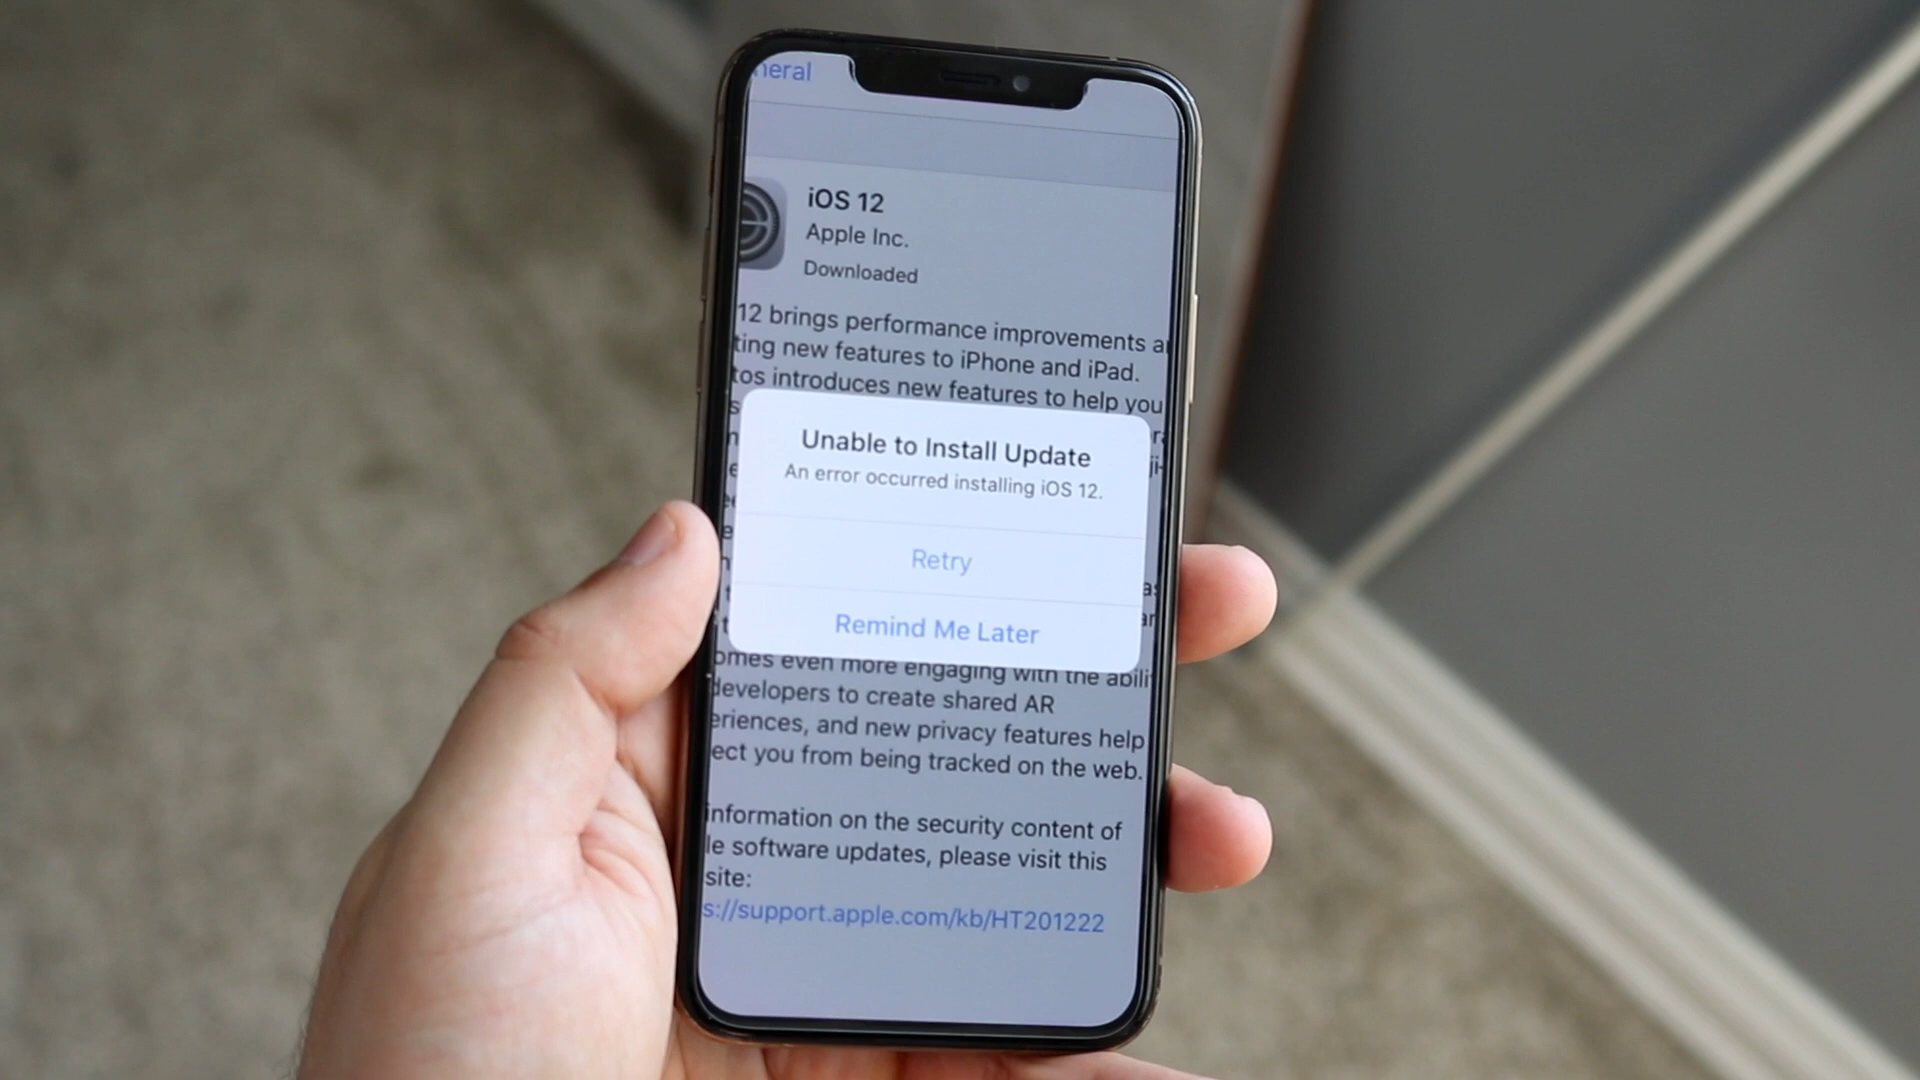 neral
iOS 12
Apple Inc.
Downloaded
12 brings performance improvements a
ting new features to iPhone and iPad.
tos introduces new features to help you
Unable to Install Update
An error occurred installing iOS 12.
Retry
Remind Me Later
omes even more engaging with the abili
developers to create shared AR
eriences, and new privacy features help
ect you from being tracked on the web.
information on the security content of
le software updates, please visit this
site:
s://support.apple.com/kb/HT201222